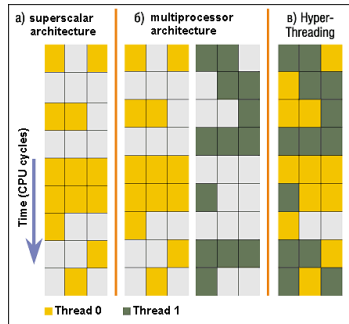 а) superscalar
architecture
б) multiprocessor
architecture
в) Hyper-
Threading
Time (CPU cycles)
Thread 0
Thread 1